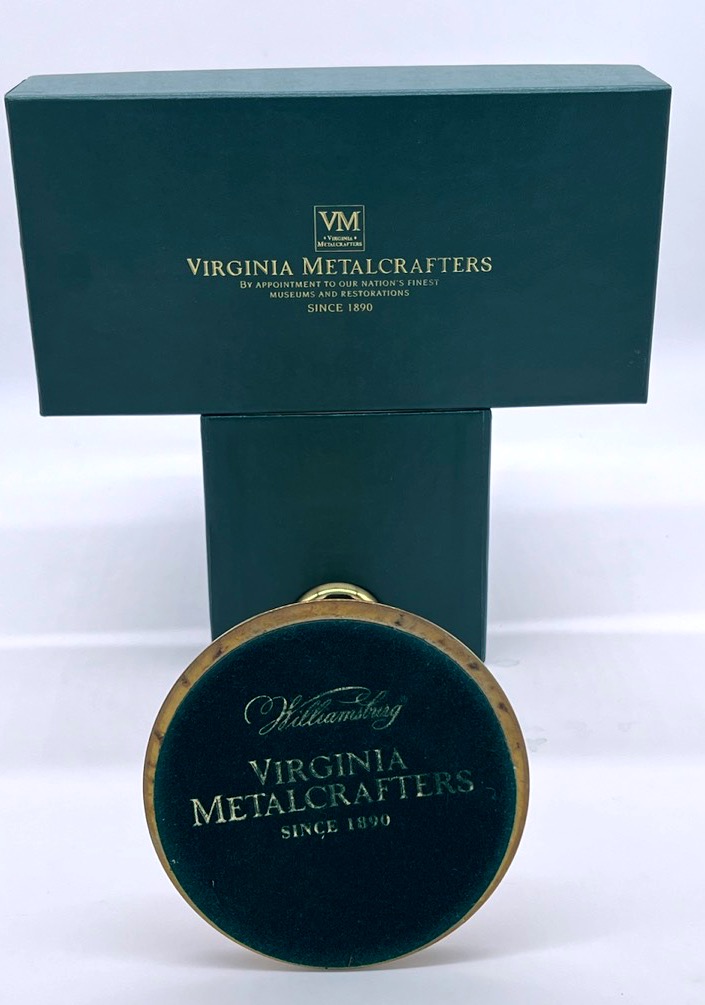 VM
VIRGINIA
METALCRAFTERS
VIRGINIA METALCRAFTERS
BY APPOINTMENT TO OUR NATION'S FINEST
MUSEUMS AND RESTORATIONS
SINCE 1890
Williamsburg
VIRGINIA
METALCRAFTERS
SINCE 1890